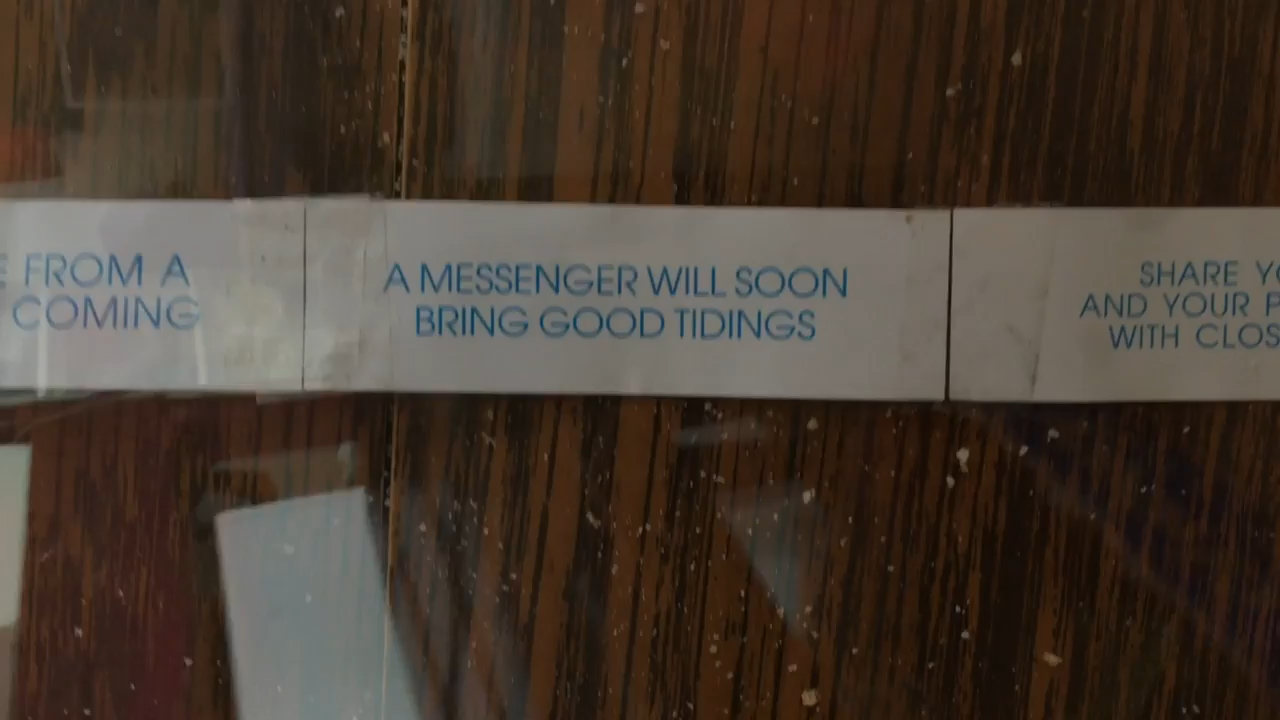 FROM A
COMING
A MESSENGER WILL SOON
BRING GOOD TIDINGS
SHARE
AND YOUR
WITH